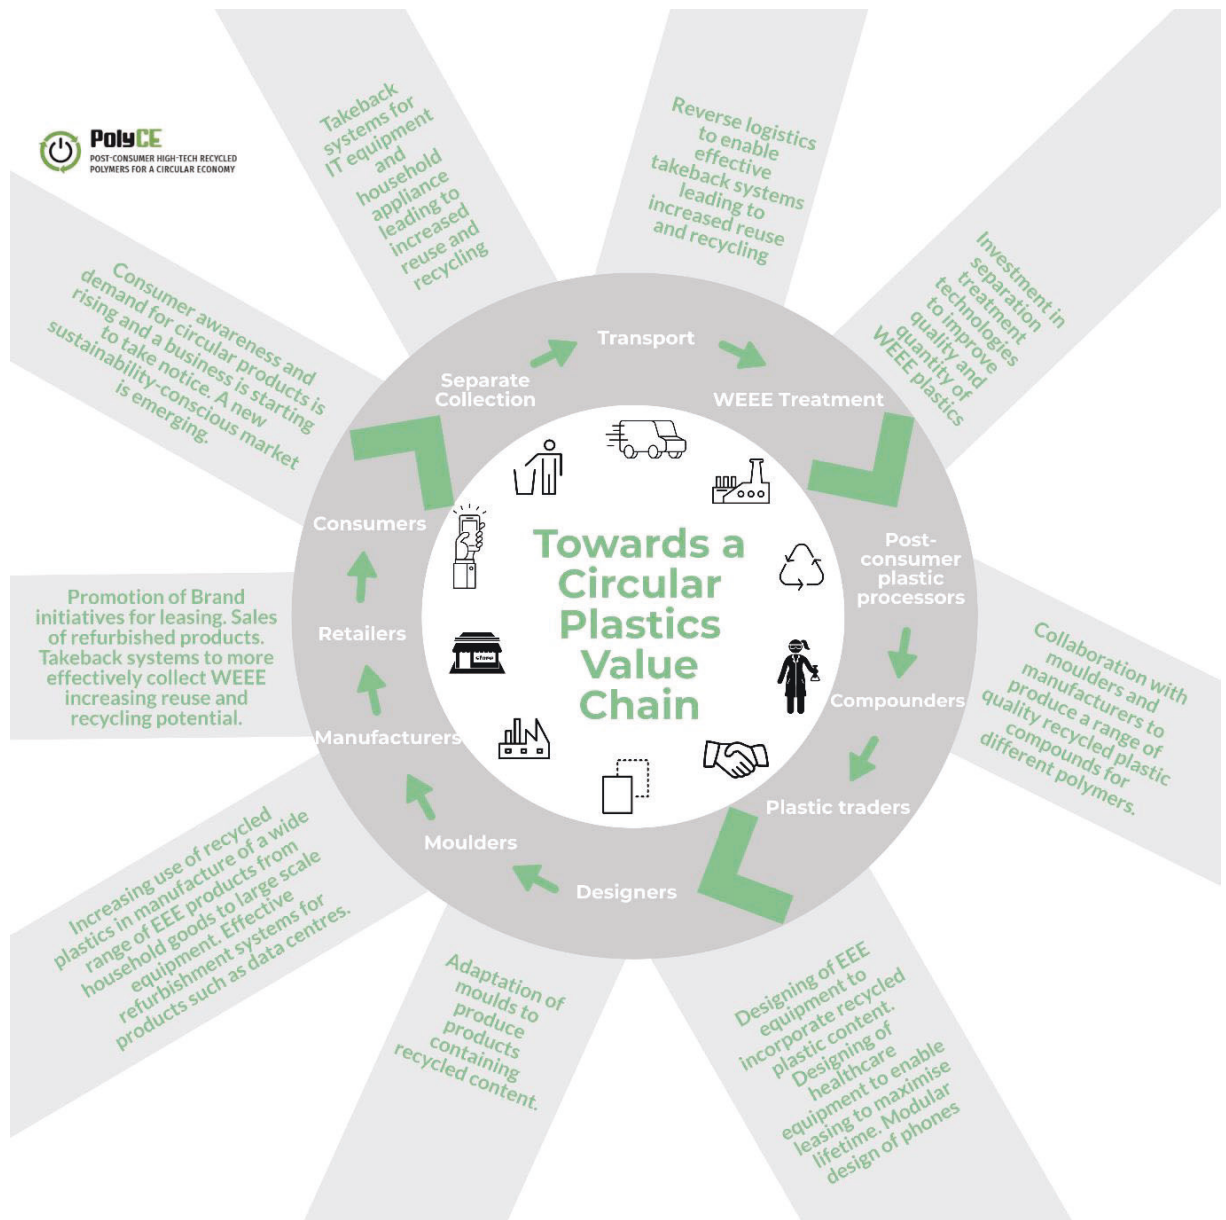 PolyCE
POST-CONSUMER HIGH-TECH RECYCLED
POLYMERS FOR A CIRCULAR ECONOMY
Takeback
systems for
IT equipment
and
household
appliance
leading to
increased
reuse and
recycling
Reverse logistics
to enable
effective
takeback systems
leading to
increased reuse
and recycling
Investment in
separation
treatment
technologies
to improve
quality and
quantity of
WEEE plastics
Collaboration with
moulders and
manufacturers to
produce a range of
quality recycled plastic
compounds for
different polymers.
Designing of EEE
equipment to
incorporate recycled
plastic content.
Designing of
healthcare
equipment to enable
leasing to maximise
lifetime. Modular
design of phones
Adaptation of
moulds to
produce
products
containing
recycled content.
Increasing use of recycled
plastics in manufacture of a wide
range of EEE products from
household goods to large scale
equipment. Effective
refurbishment systems for
products such as data centres.
Promotion of Brand
initiatives for leasing. Sales
of refurbished products.
Takeback systems to more
effectively collect WEEE
increasing reuse and
recycling potential.
Consumer awareness and
demand for circular products is
rising and a business is starting
to take notice. A new
sustainability-conscious market
is emerging.
Separate
Collection
Transport
WEEE Treatment
Post-
consumer
plastic
processors
Compounders
Plastic traders
Designers
Moulders
Manufacturers
Retailers
Consumers
Towards a
Circular
Plastics
Value
Chain